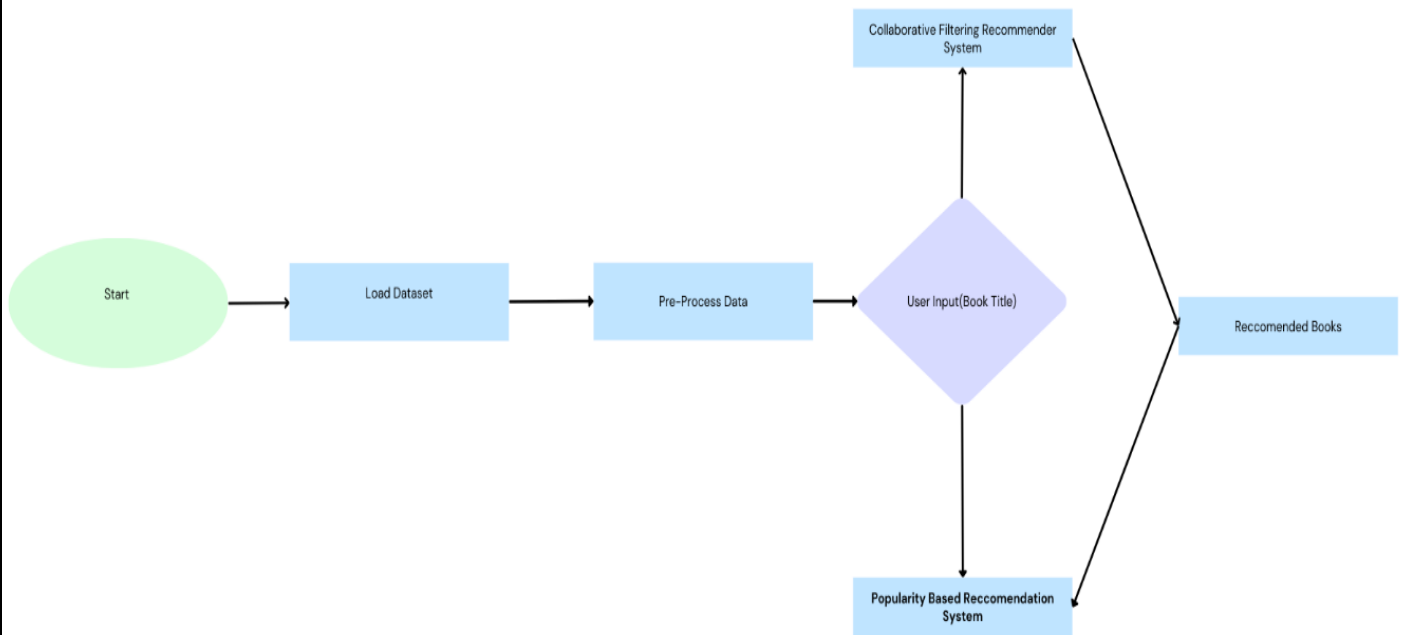 Collaborative Filtering Recommender
System
Start
Load Dataset
Pre-Process Data
User Input(Book Title)
Reccomended Books
Popularity Based Reccomendation
System